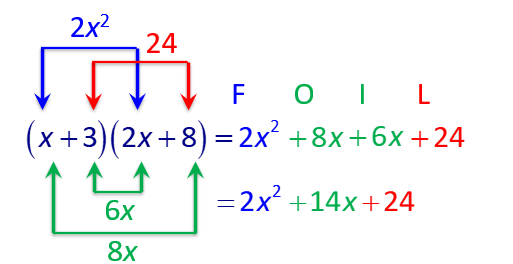 2x²
24
F O I L
(x + 3)(2x + 8) = 2x² + 8x + 6x + 24
6x
= 2x² + 14x + 24
8x